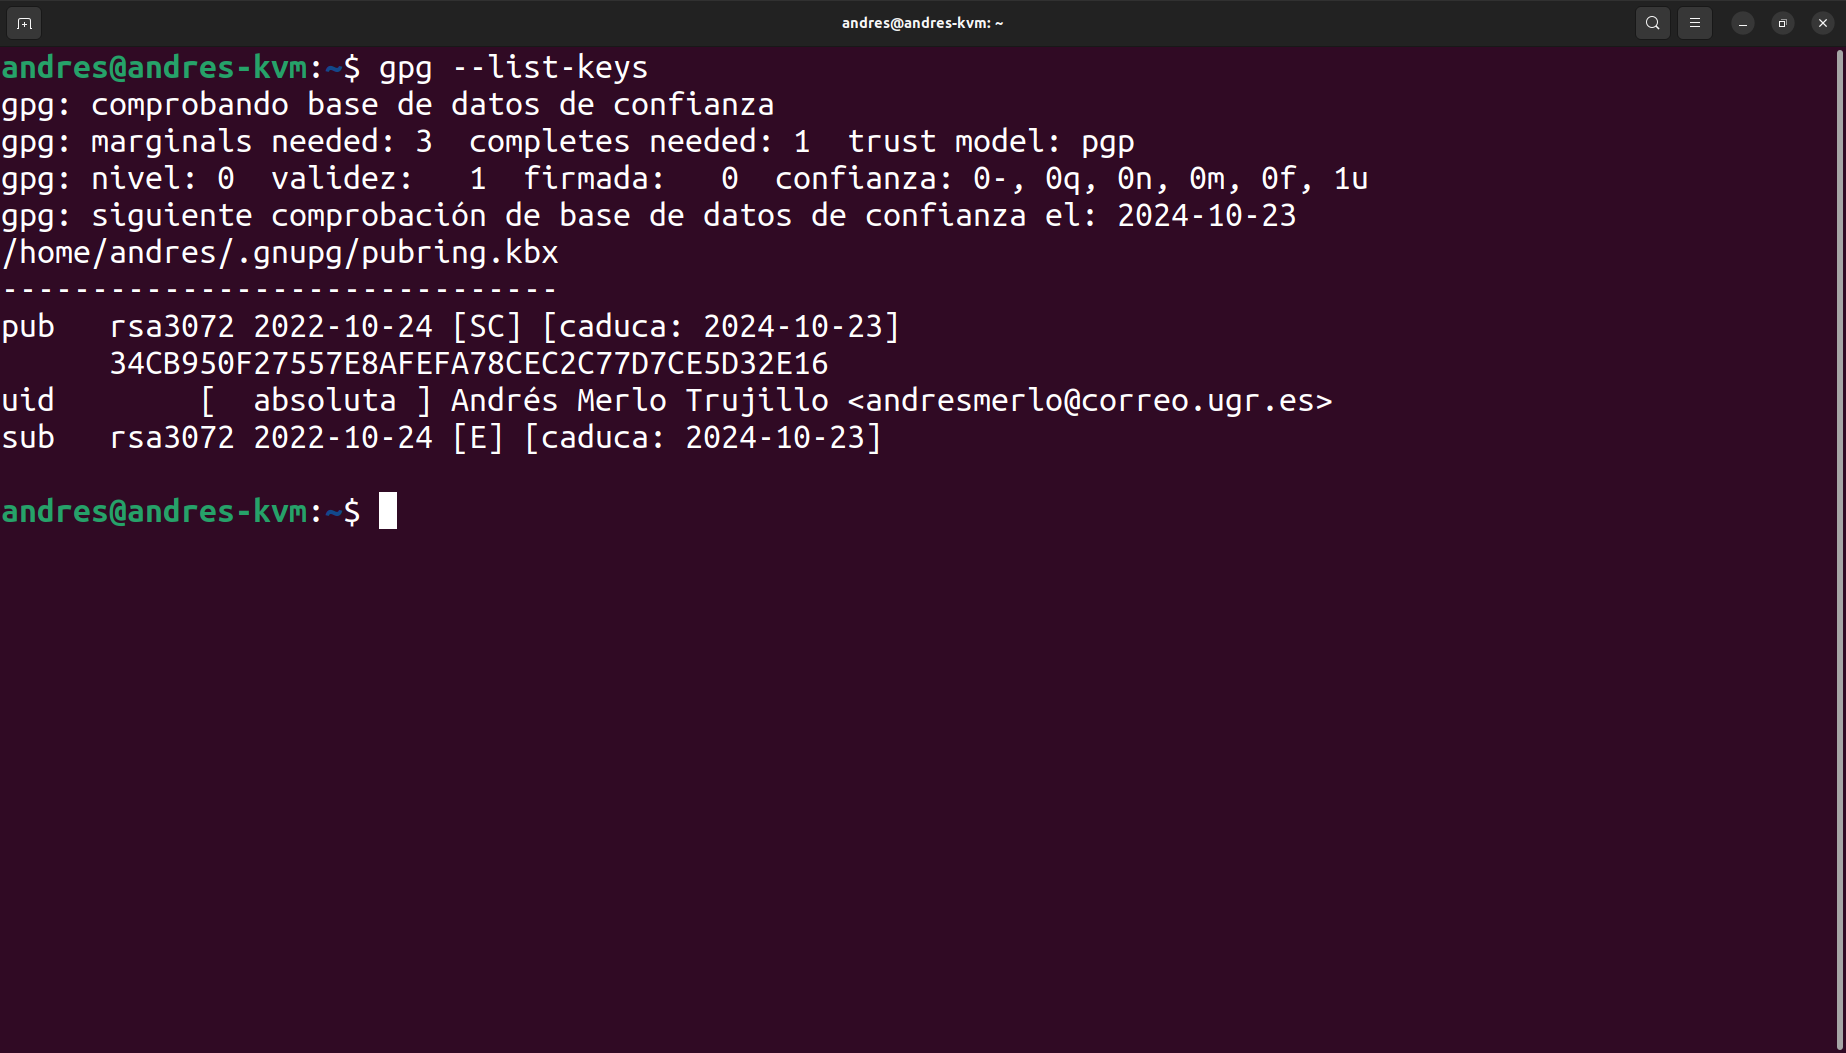 andres@andres-kvm: ~
andres@andres-kvm:~$ gpg --list-keys
gpg: comprobando base de datos de confianza
gpg: marginals needed: 3  completes needed: 1  trust model: pgp
gpg: nivel: 0  validez:   1  firmada:   0  confianza: 0-, 0q, 0n, 0m, 0f, 1u
gpg: siguiente comprobación de base de datos de confianza el: 2024-10-23
/home/andres/.gnupg/pubring.kbx
-------------------------------
pub   rsa3072 2022-10-24 [SC] [caduca: 2024-10-23]
      34CB950F27557E8AFEFA78CEC2C77D7CE5D32E16
uid        [  absoluta ] Andrés Merlo Trujillo <andresmerlo@correo.ugr.es>
sub   rsa3072 2022-10-24 [E] [caduca: 2024-10-23]
andres@andres-kvm:~$